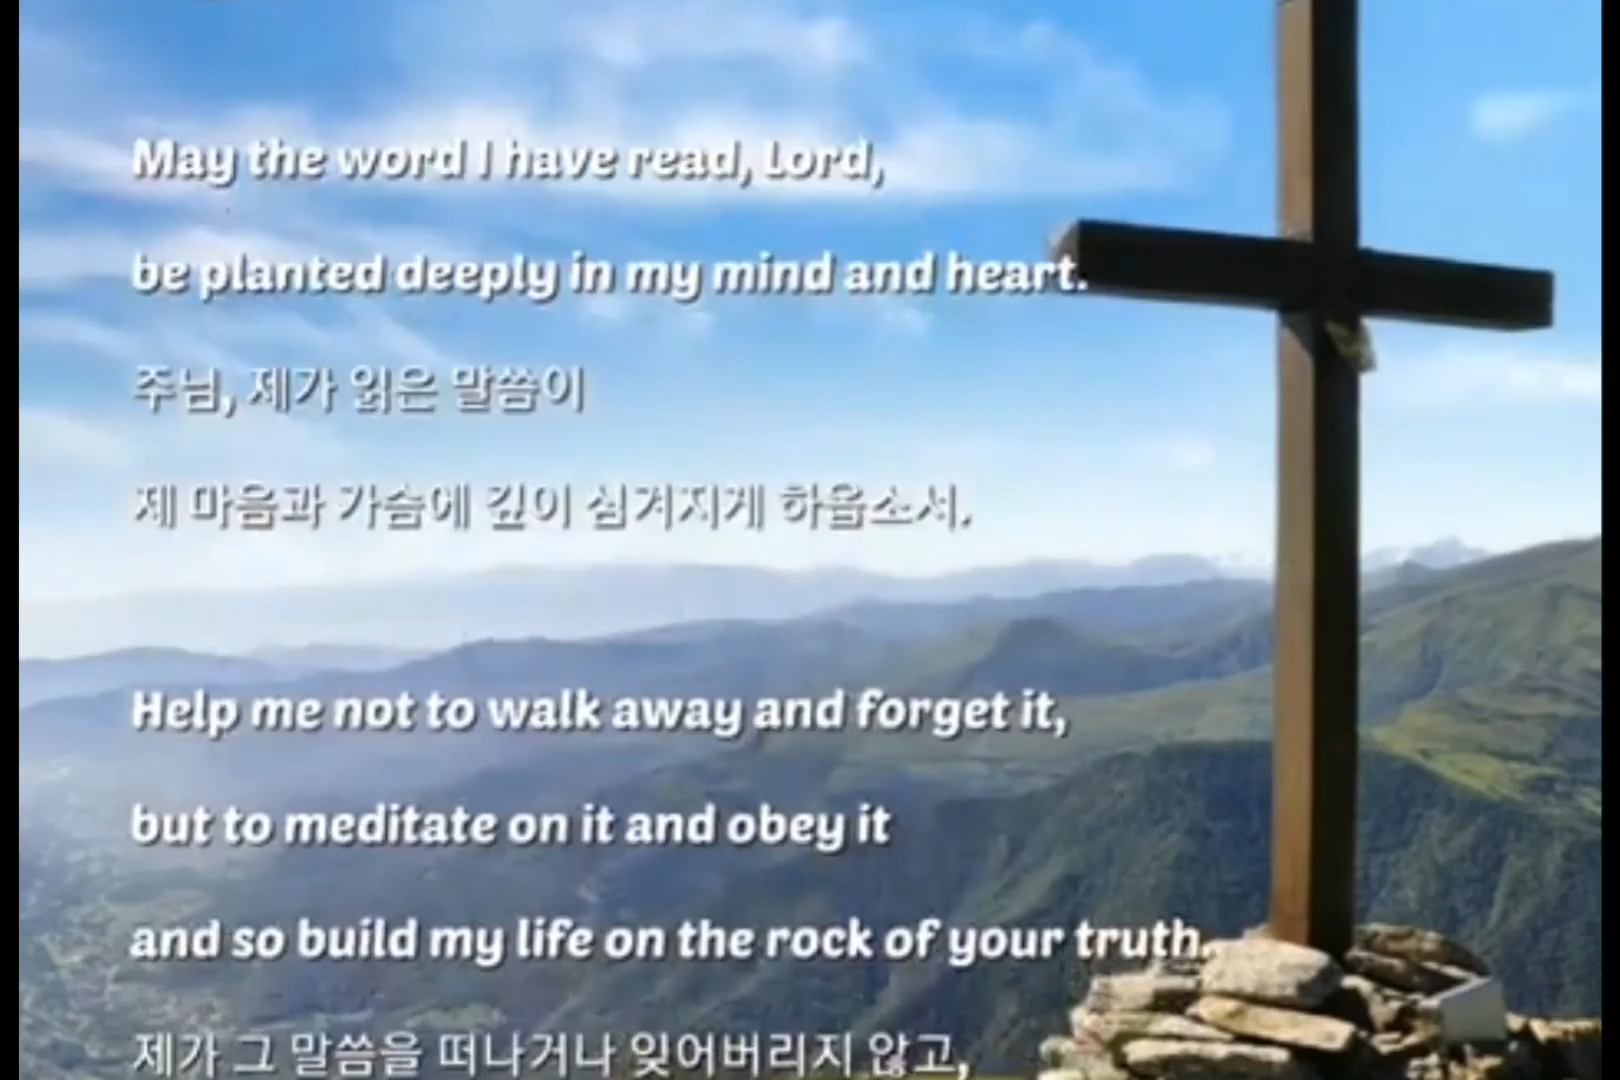 May the word I have read, Lord,
be planted deeply in my mind and heart.
주님, 제가 읽은 말씀이
제 마음과 가슴에 깊이 심겨지게 하옵소서.
Help me not to walk away and forget it,
but to meditate on it and obey it
and so build my life on the rock of your truth.
제가 그 말씀을 떠나거나 잊어버리지 않고,